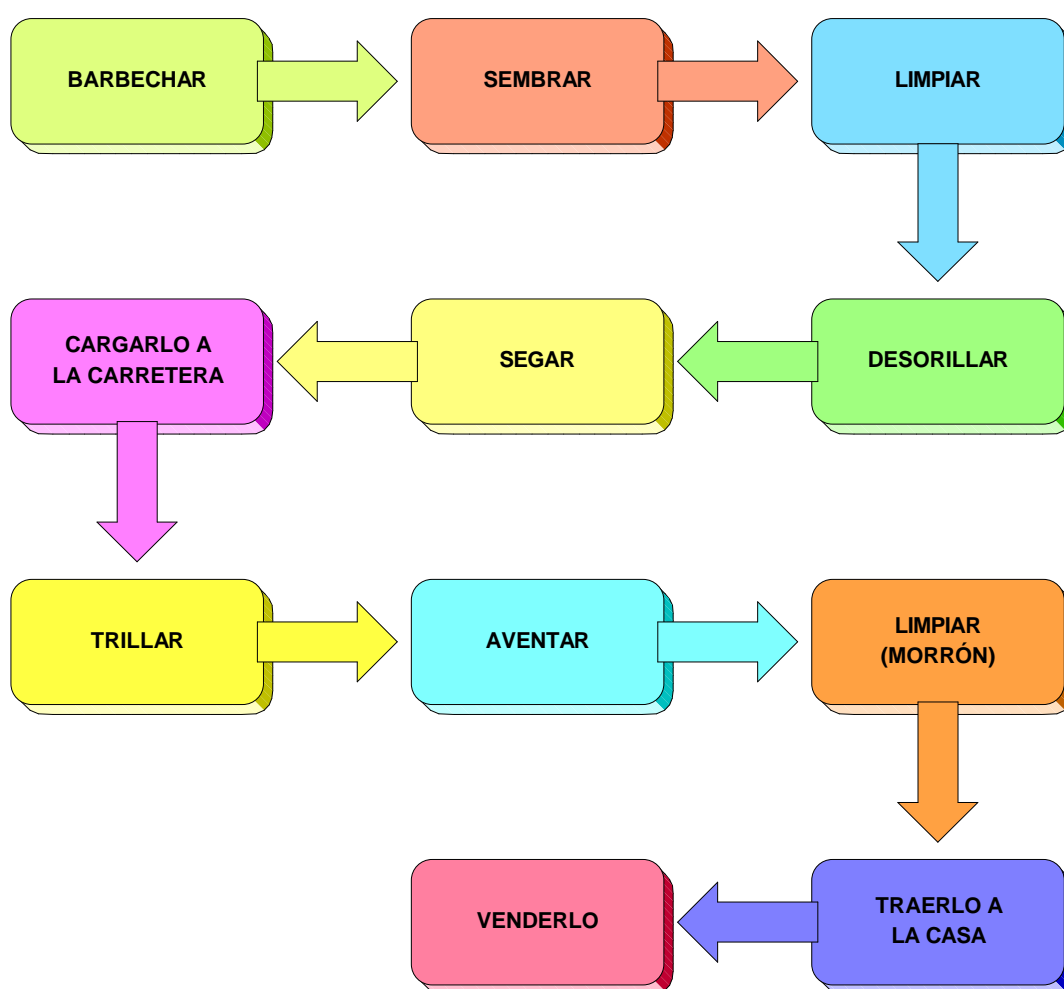 BARBECHAR
SEMBRAR
LIMPIAR
DESORILLAR
SEGAR
CARGARLO A
LA CARRETERA
TRILLAR
AVENTAR
LIMPIAR
(MORRÓN)
TRAERLO A
LA CASA
VENDERLO